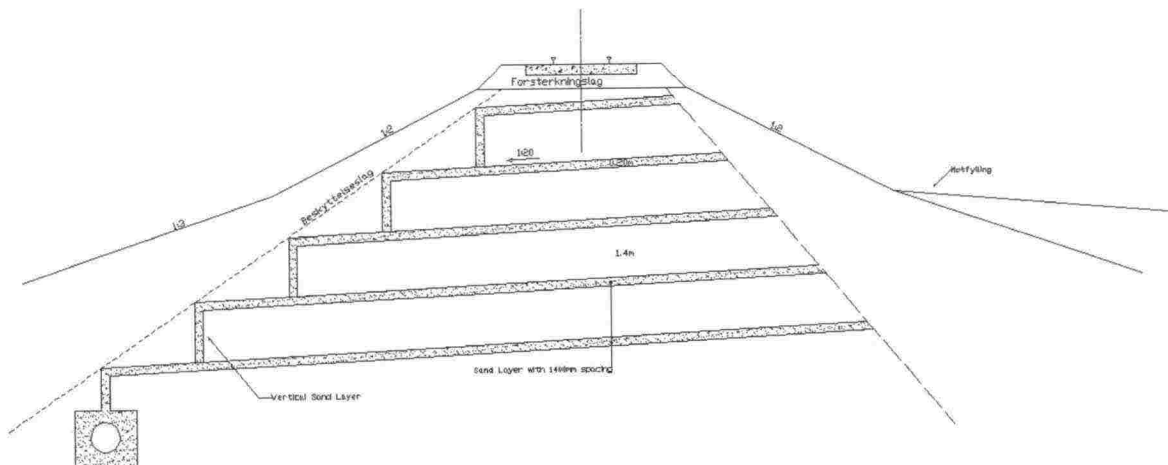 Forsterkningslag
1:2
1:2
1:20
Motfylling
Beskyttelseslag
1:3
1.4m
Sand Layer with 1400mm spacing
Vertical Sand Layer